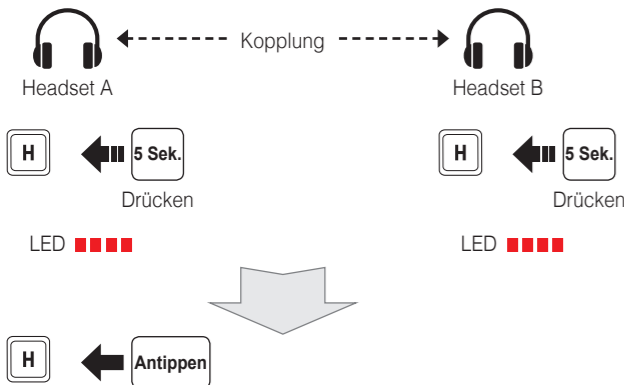 Kopplung
Headset A Headset B
H 5 Sek. H 5 Sek.
Drücken Drücken
LED LED
H Antippen